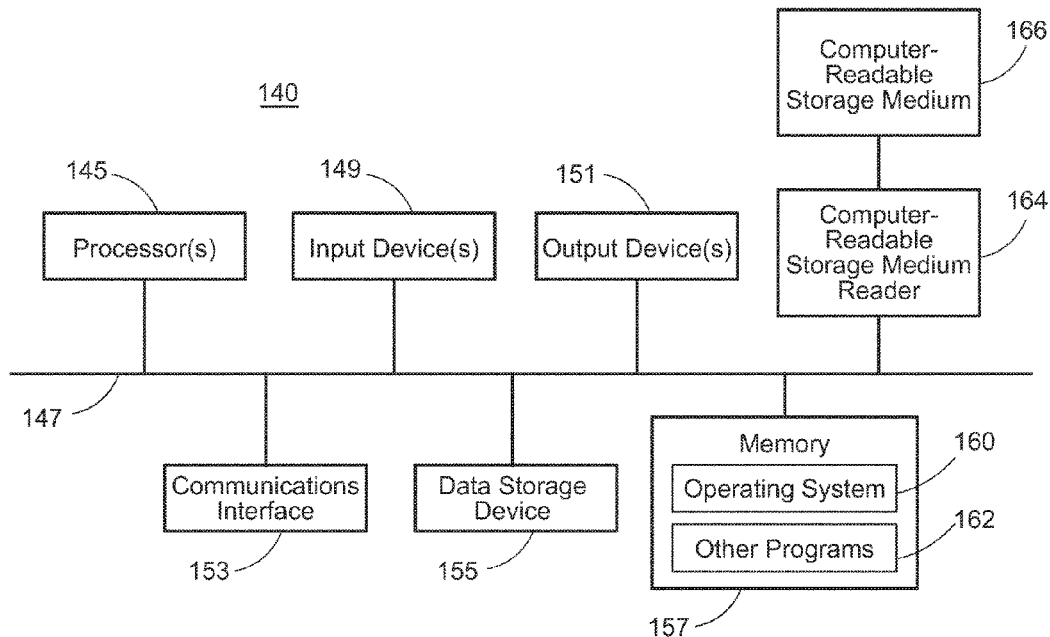 140
166
Computer-
Readable
Storage Medium
145
149
151
164
Processor(s)
Input Device(s)
Output Device(s)
Computer-
Readable
Storage Medium
Reader
147
Communications
Interface
153
Data Storage
Device
155
Memory
160
Operating System
162
Other Programs
157